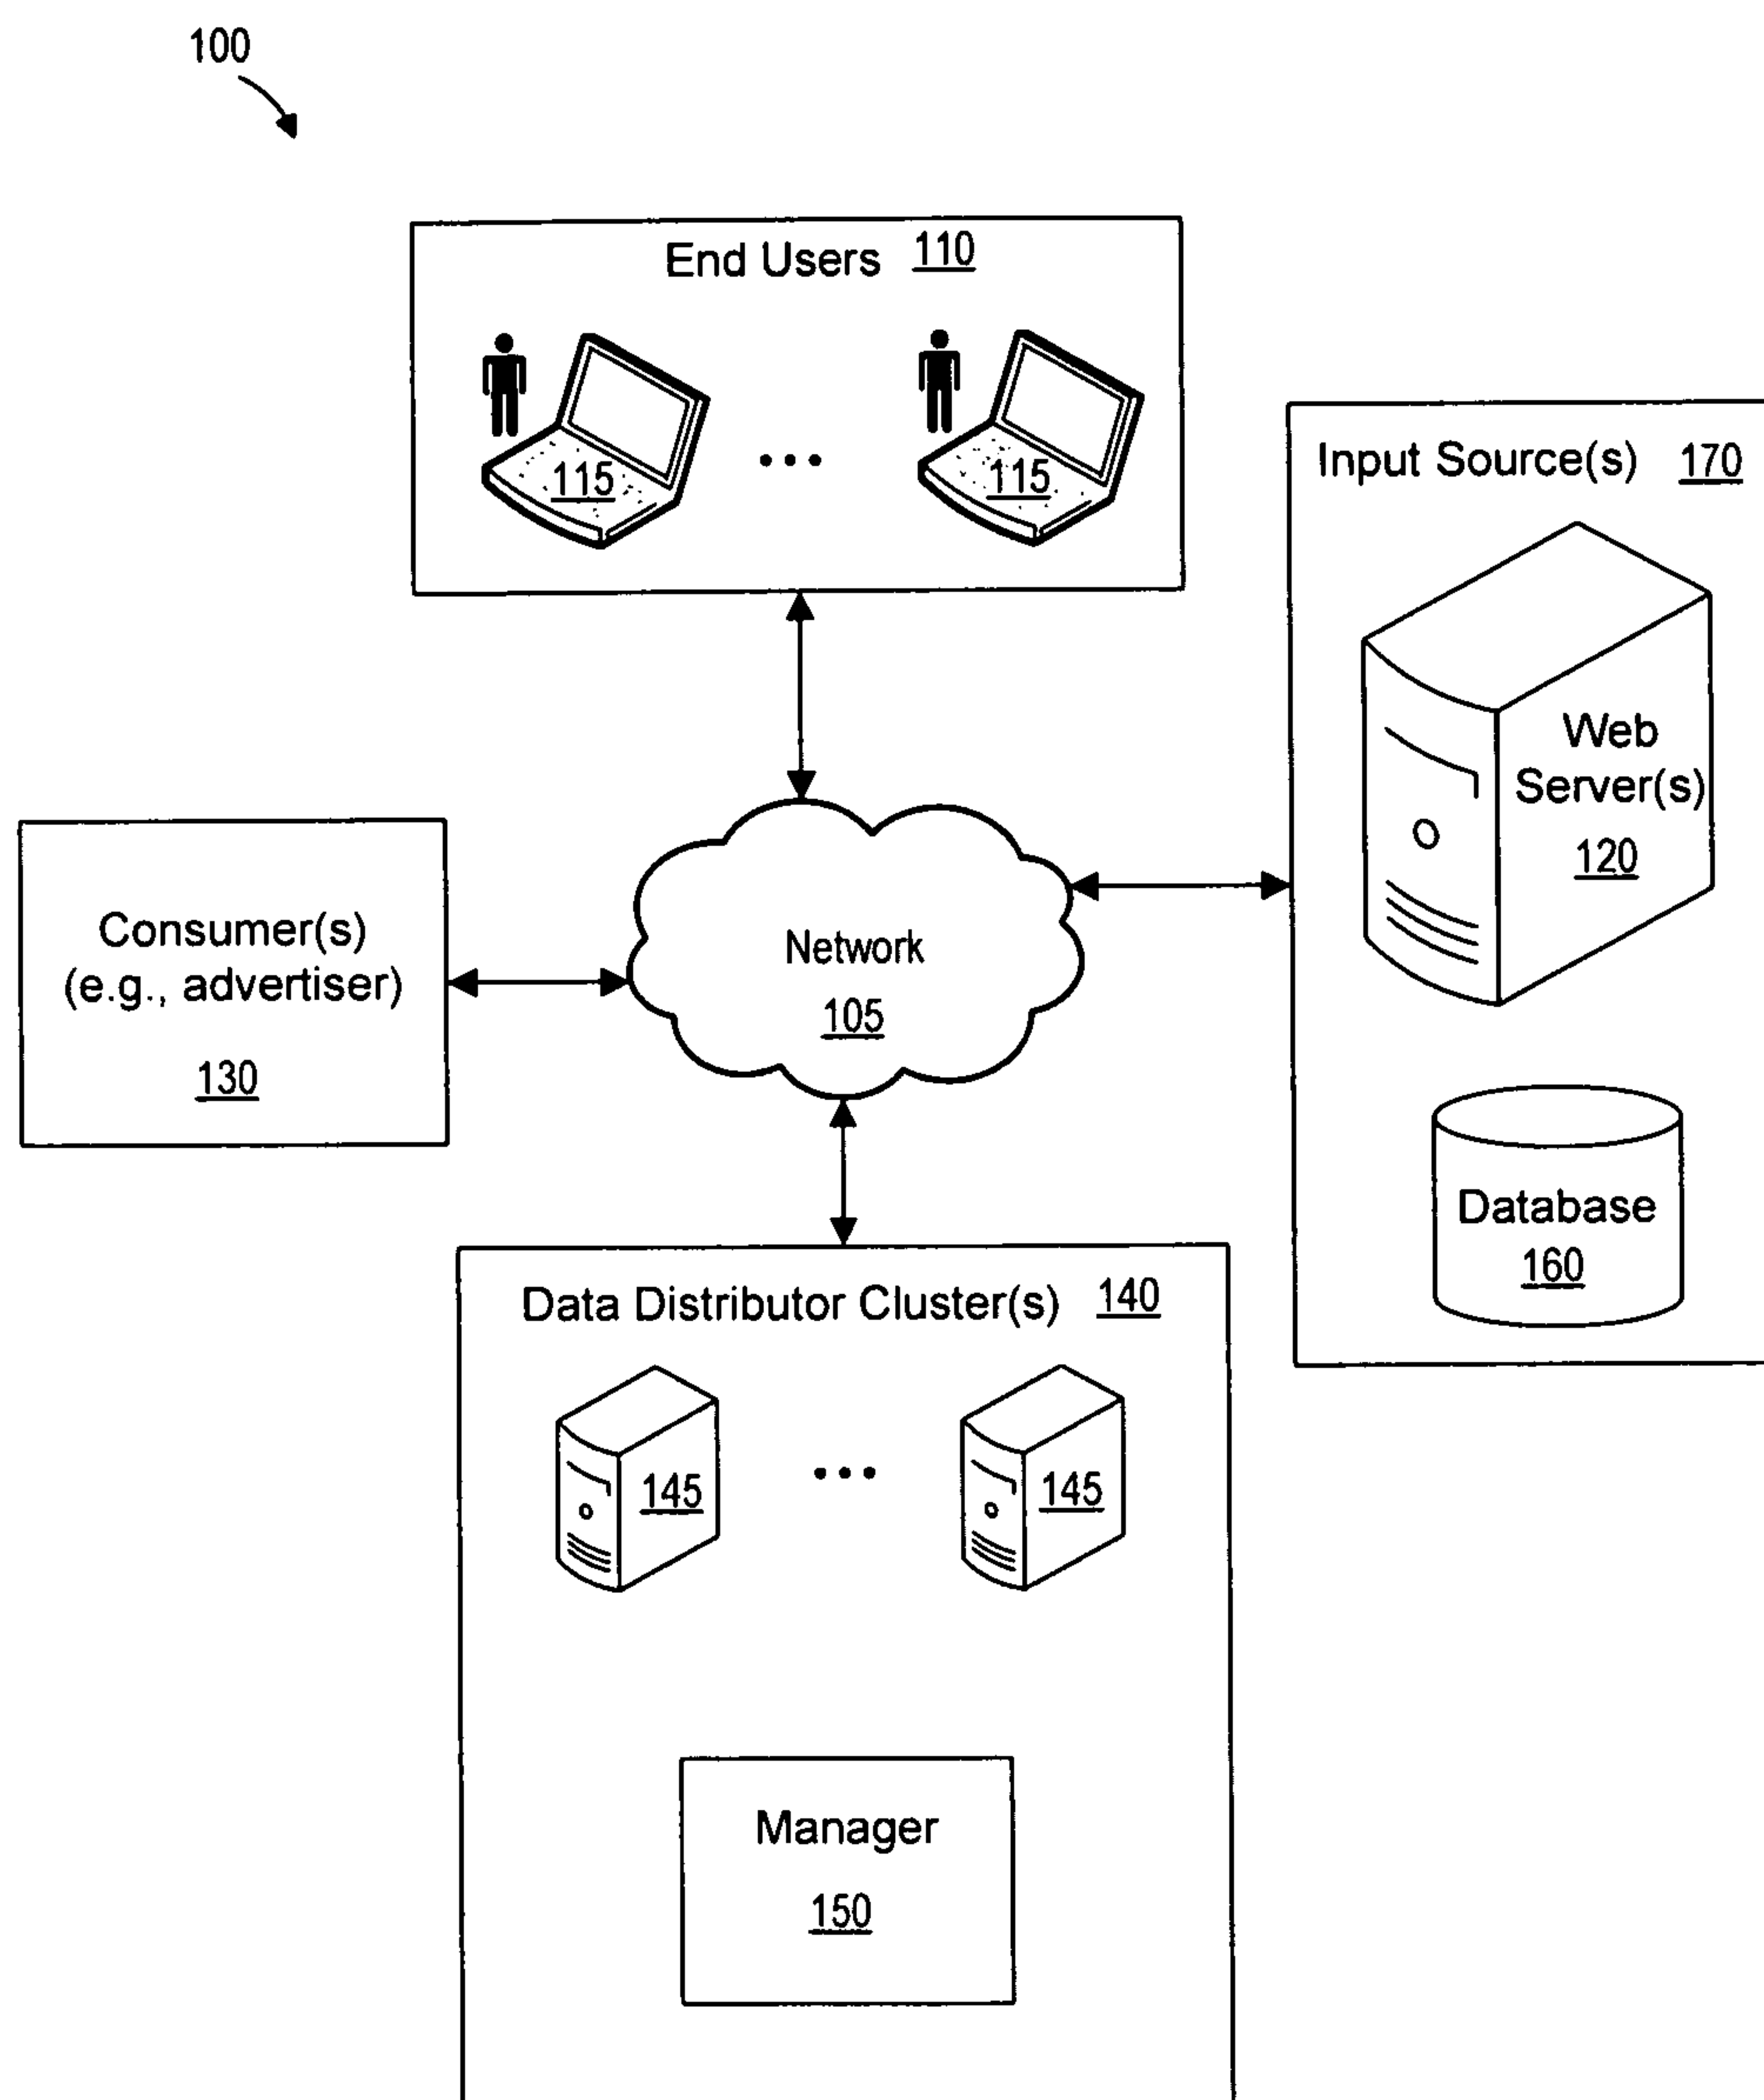 100
End Users 110
115
115
Input Source(s) 170
Web
Server(s)
120
Consumer(s)
(e.g., advertiser)
130
Network
105
Database
160
Data Distributor Cluster(s) 140
145
145
Manager
150